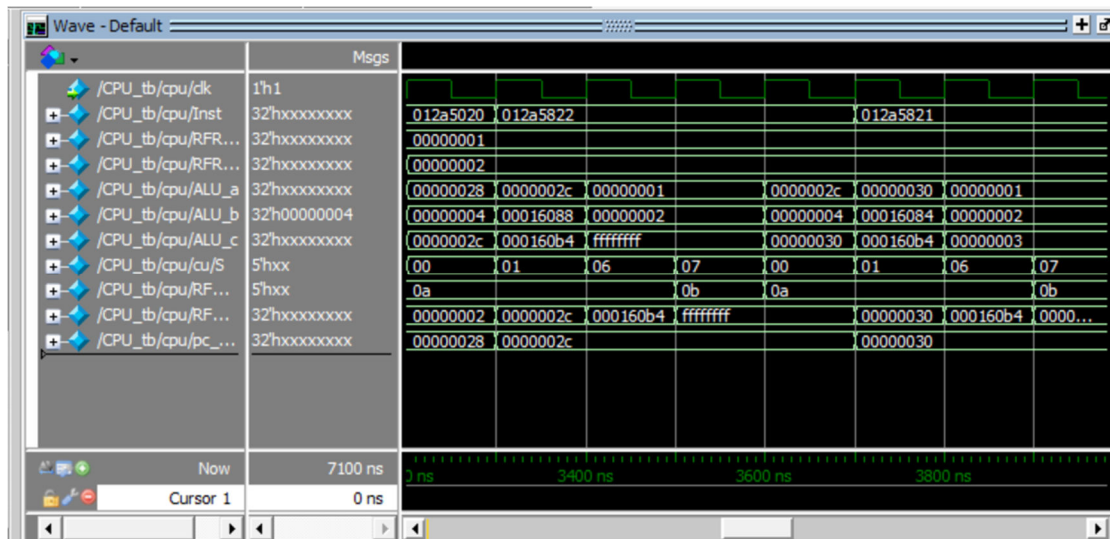 Wave - Default
Msgs
/CPU_tb/cpu/clk 1'h1
/CPU_tb/cpu/Inst 32'hxxxxxxxx 012a5020 012a5822 012a5821
/CPU_tb/cpu/RFR... 32'hxxxxxxxx 00000001
/CPU_tb/cpu/RFR... 32'hxxxxxxxx 00000002
/CPU_tb/cpu/ALU_a 32'hxxxxxxxx 00000028 0000002c 00000001 0000002c 00000030 00000001
/CPU_tb/cpu/ALU_b 32'h00000004 00000004 00016088 00000002 00000004 00016084 00000002
/CPU_tb/cpu/ALU_c 32'hxxxxxxxx 0000002c 000160b4 ffffffff 00000030 000160b4 00000003
/CPU_tb/cpu/cu/S 5'hxx 00 01 06 07 00 01 06 07
/CPU_tb/cpu/RF... 5'hxx 0a 0b 0a 0b
/CPU_tb/cpu/RF... 32'hxxxxxxxx 00000002 0000002c 000160b4 ffffffff 00000030 000160b4 0000...
/CPU_tb/cpu/pc_... 32'hxxxxxxxx 00000028 0000002c 00000030
Now 7100 ns ns 3400 ns 3600 ns 3800 ns
Cursor 1 0 ns